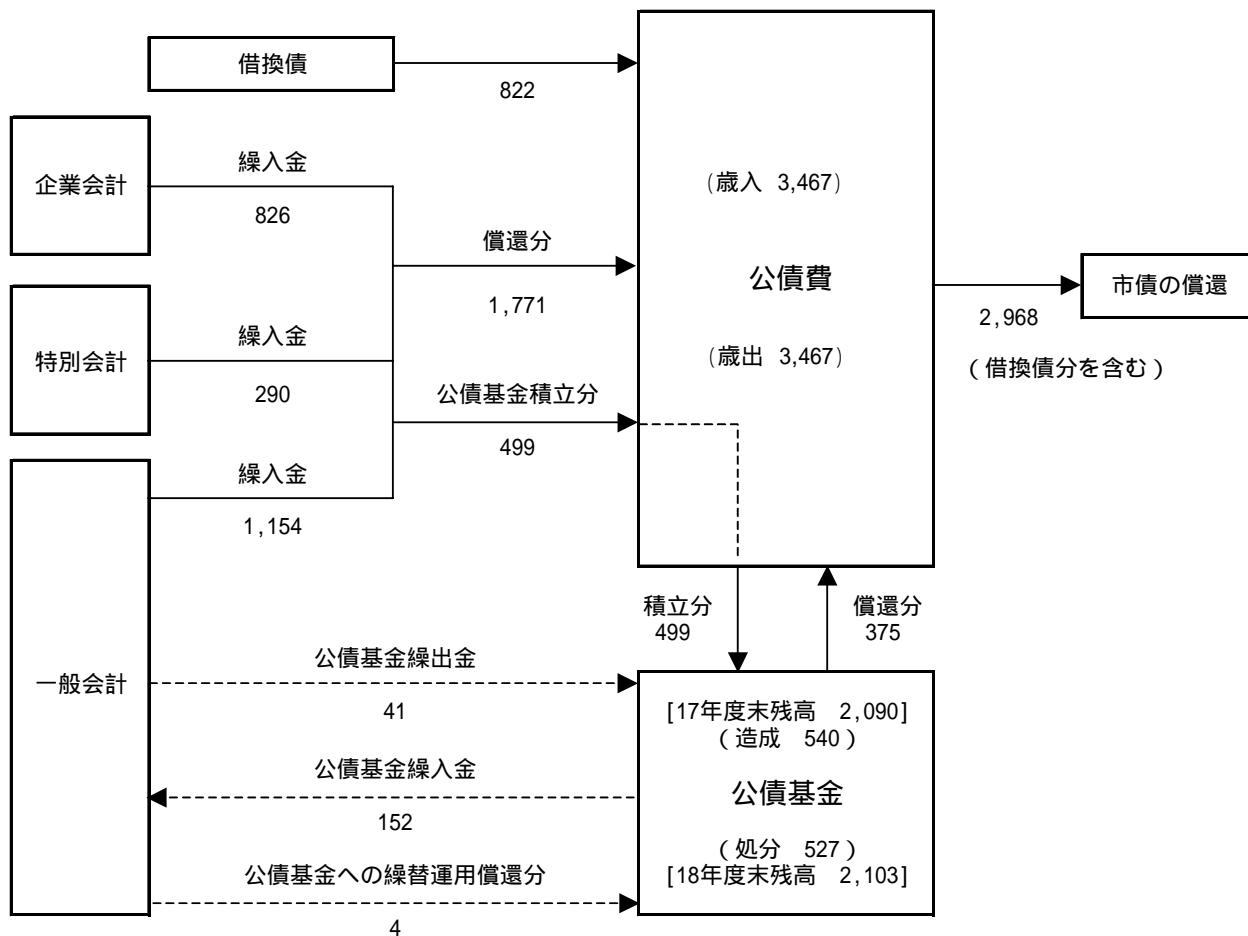 借換債
822
企業会計
繰入金
826
(歳入 3,467)
償還分
1,771
公債費
市債の償還
2,968
(借換債分を含む)
特別会計
繰入金
290
(歳出 3,467)
公債基金積立分
499
繰入金
1,154
積立分
499
償還分
375
一般会計
公債基金繰出金
41
[17年度末残高 2,090]
(造成 540)
公債基金繰入金
152
公債基金
(処分 527)
[18年度末残高 2,103]
公債基金への繰替運用償還分
4